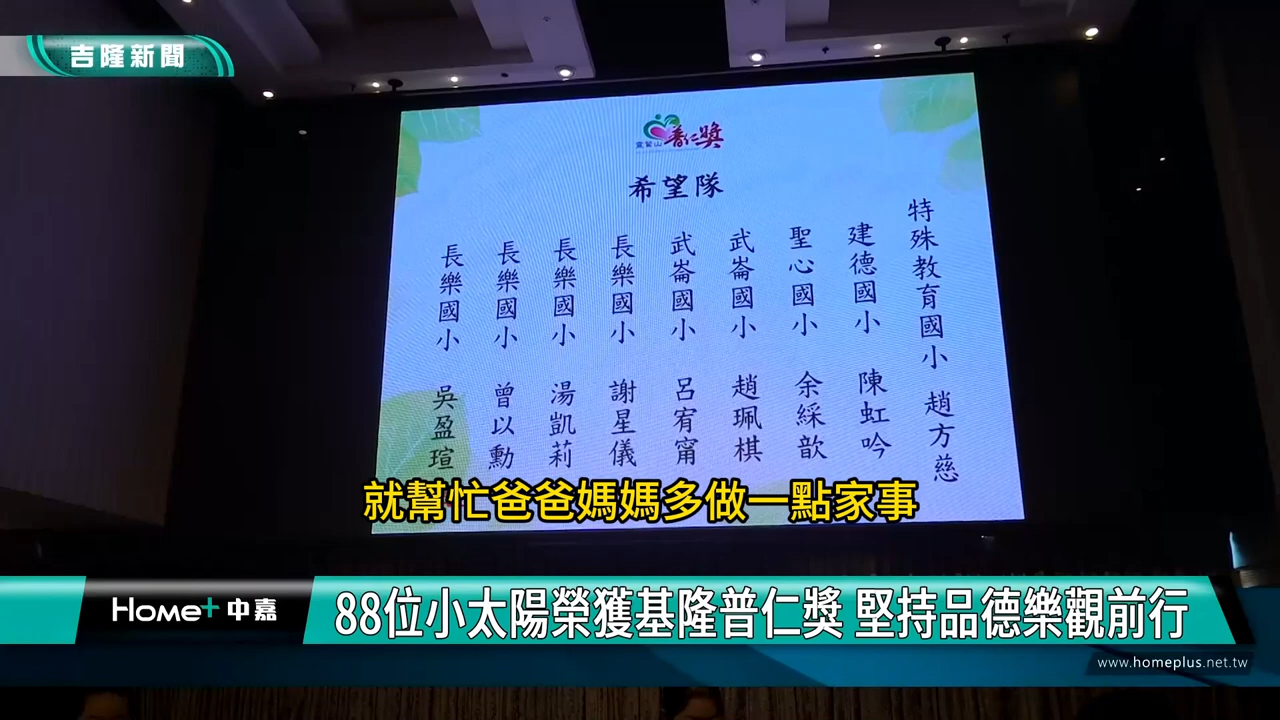 吉隆新聞
靈鷲山 普仁獎
希望隊
特殊教育國小 趙方慈
建德國小 陳虹吟
聖心國小 余綵歆
武崙國小 趙珮棋
武崙國小 呂宥甯
長樂國小 謝星儀
長樂國小 湯凱莉
長樂國小 曾以勳
長樂國小 吳盈瑄
就幫忙爸爸媽媽多做一點家事
Home+ 中嘉
88位小太陽榮獲基隆普仁獎 堅持品德樂觀前行
www.homeplus.net.tw